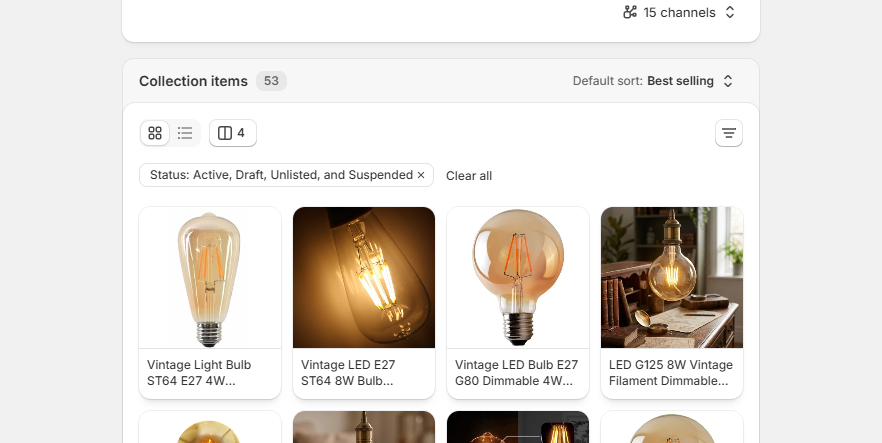 15 channels
Collection items 53
Default sort: Best selling
4
Status: Active, Draft, Unlisted, and Suspended
Clear all
Vintage Light Bulb
ST64 E27 4W...
Vintage LED E27
ST64 8W Bulb...
Vintage LED Bulb E27
G80 Dimmable 4W...
LED G125 8W Vintage
Filament Dimmable...